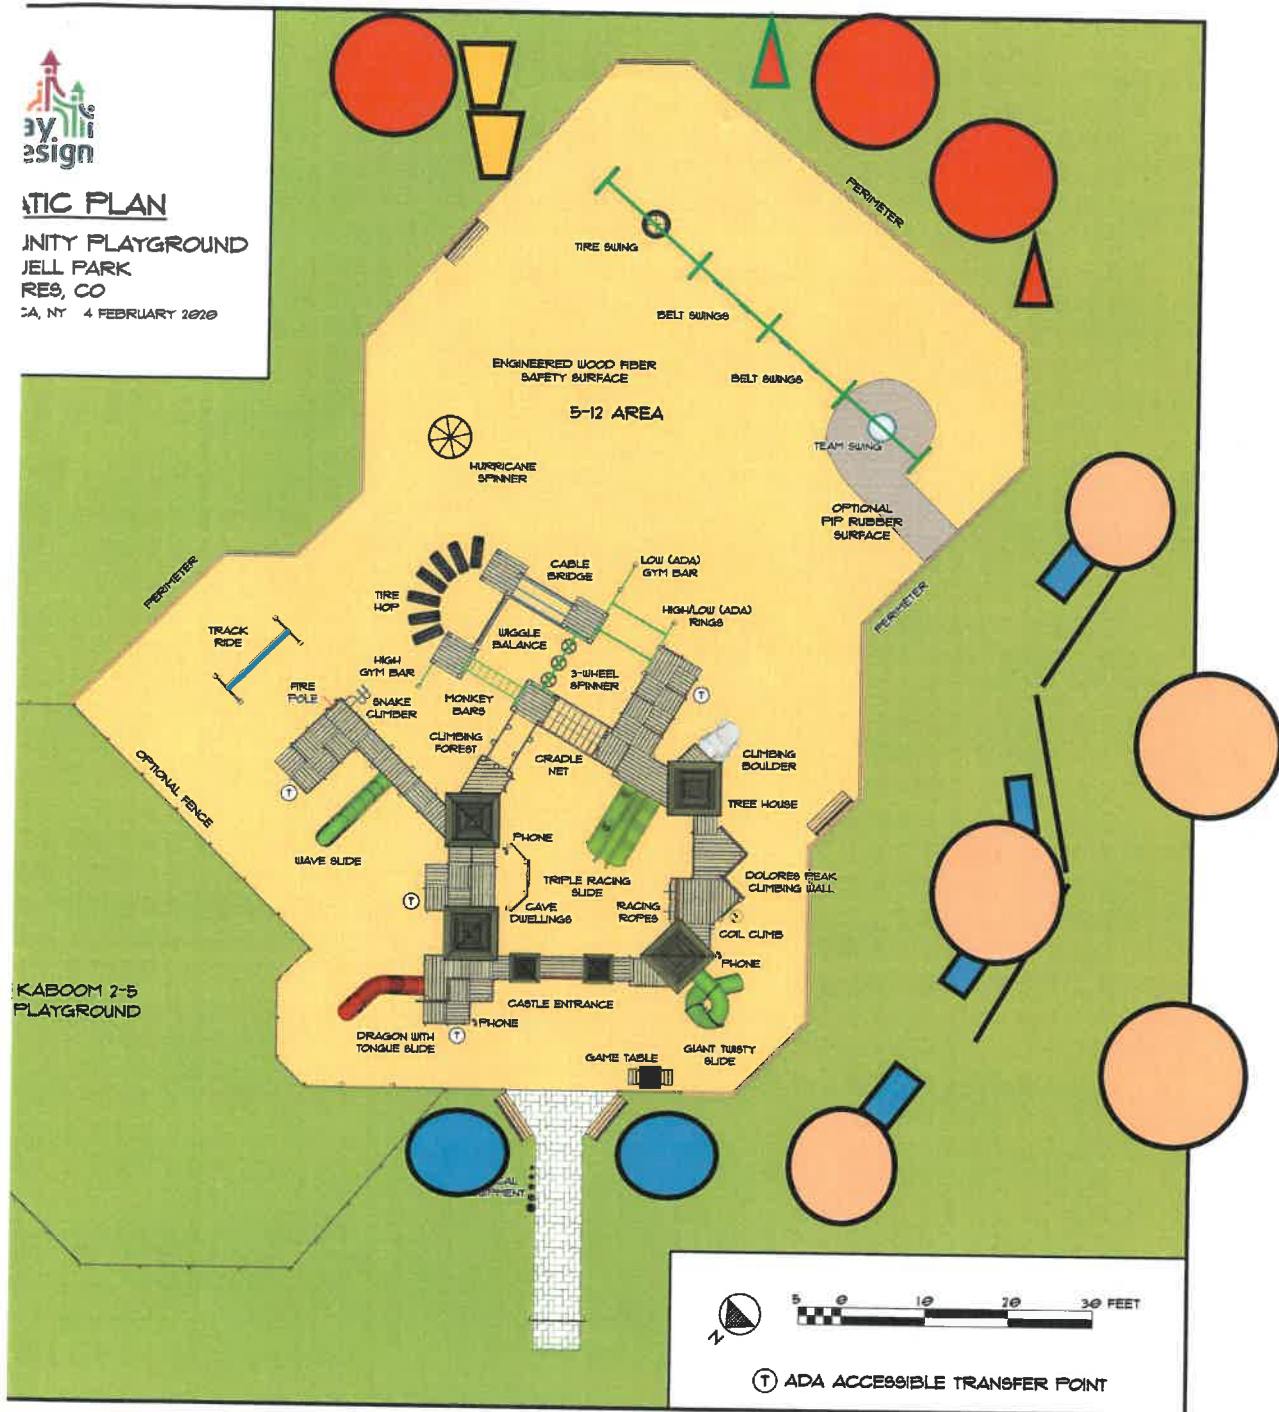 ay
esign
ATIC PLAN
UNITY PLAYGROUND
JELL PARK
RES, CO
CA, NY 4 FEBRUARY 2020
PERIMETER
TIRE SWING
BELT SWINGS
BELT SWINGS
ENGINEERED WOOD FIBER
SAFETY SURFACE
5-12 AREA
TEAM SWING
HURRICANE
SPINNER
OPTIONAL
PIP RUBBER
SURFACE
PERIMETER
PERIMETER
CABLE
BRIDGE
LOW (ADA)
GYM BAR
TIRE
HOP
HIGH/LOW (ADA)
RINGS
TRACK
RIDE
WIGGLE
BALANCE
HIGH
GYM BAR
3-WHEEL
SPINNER
FIRE
POLE
SNAKE
CLIMBER
MONKEY
BARS
T
CLIMBING
FOREST
CRADLE
NET
CLIMBING
BOULDER
OPTIONAL FENCE
T
TREE HOUSE
WAVE SLIDE
PHONE
TRIPLE RACING
SLIDE
DOLORES PEAK
CLIMBING WALL
T
CAVE
DWELLINGS
RACING
ROPES
COIL CLIMB
PHONE
KABOOM 2-5
PLAYGROUND
CASTLE ENTRANCE
DRAGON WITH
TONGUE SLIDE
T
PHONE
GAME TABLE
GIANT TWISTY
SLIDE
CAL
IPMENT
N
5 0 10 20 30 FEET
T ADA ACCESSIBLE TRANSFER POINT